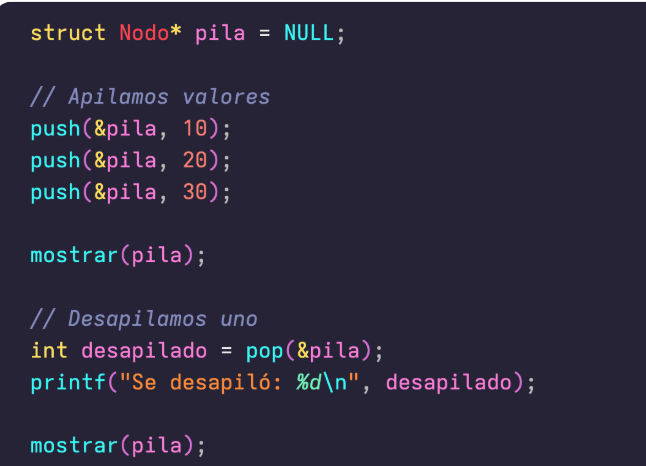 struct Nodo* pila = NULL;
// Apilamos valores
push(&pila, 10);
push(&pila, 20);
push(&pila, 30);
mostrar(pila);
// Desapilamos uno
int desapilado = pop(&pila);
printf("Se desapiló: %d\n", desapilado);
mostrar(pila);